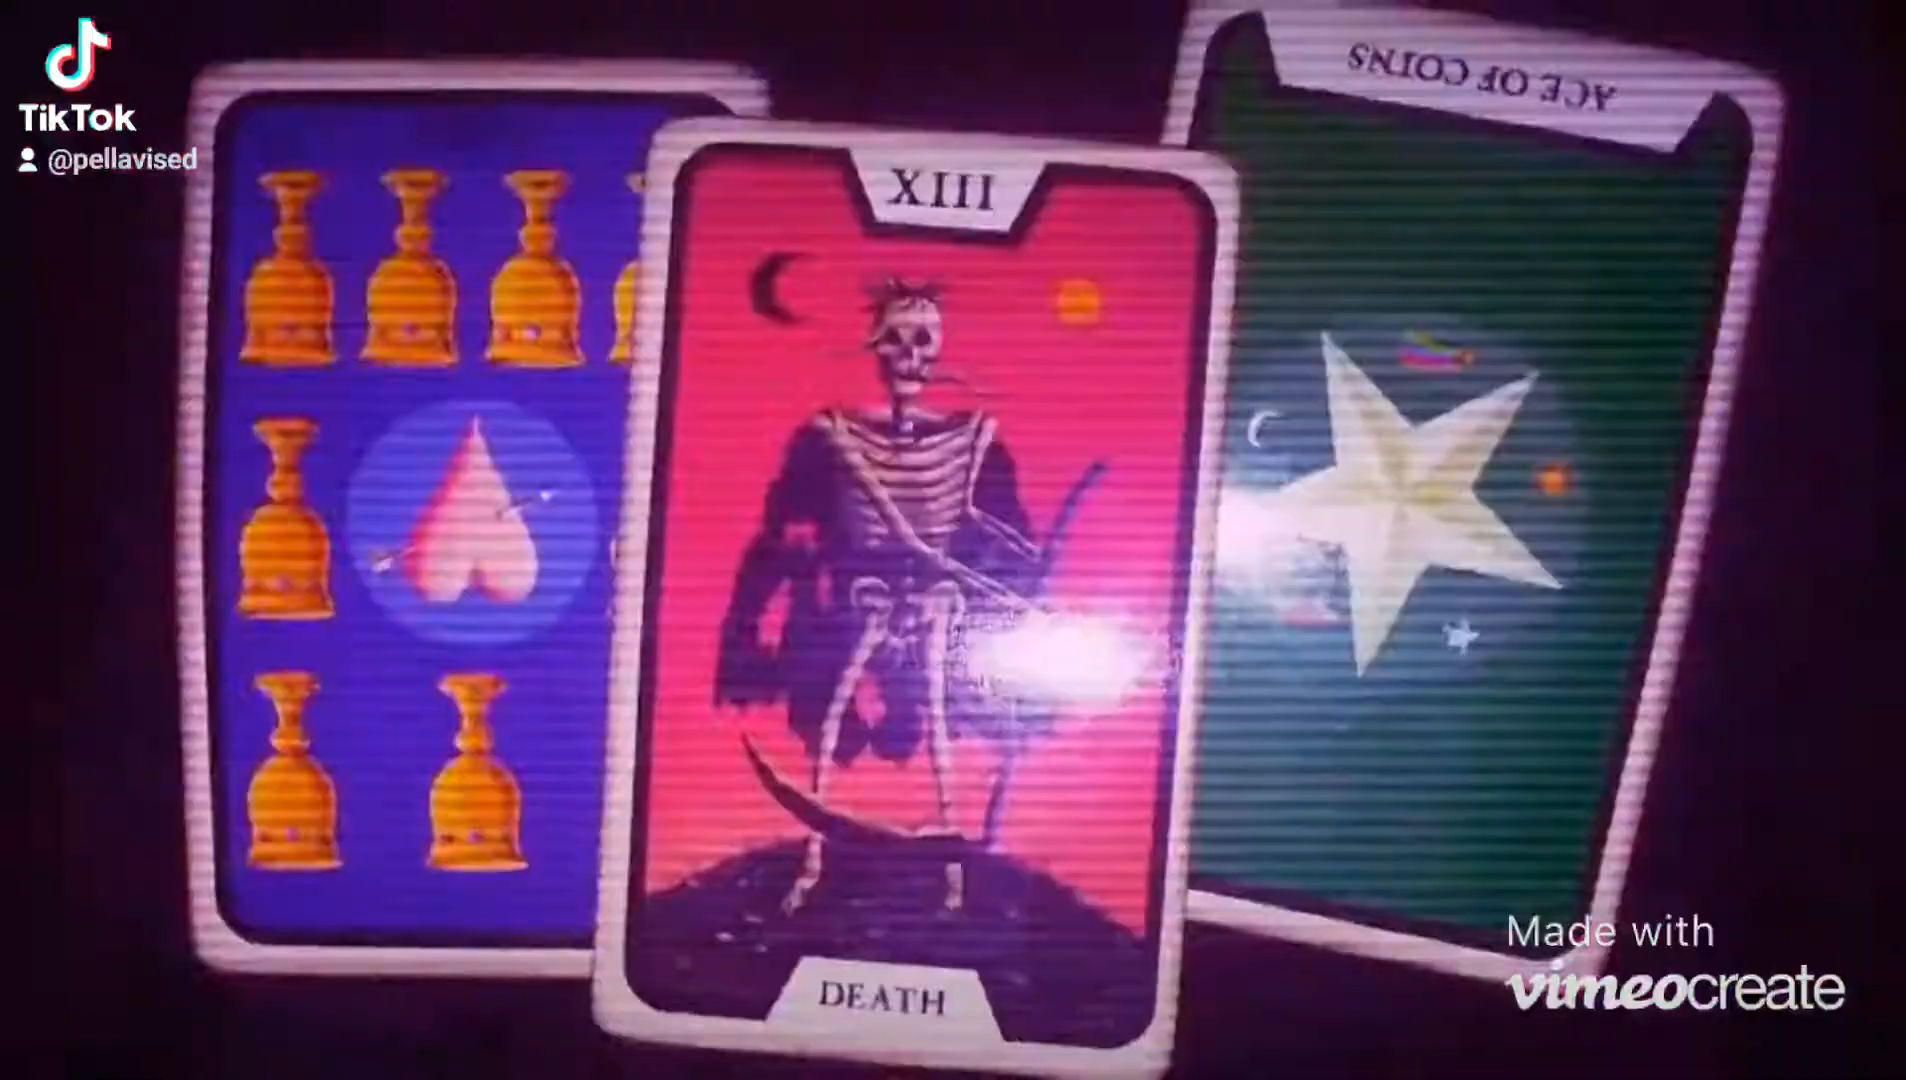 TikTok
@pellavised
ACE OF COINS
XIII
DEATH
Made with
vimeocreate